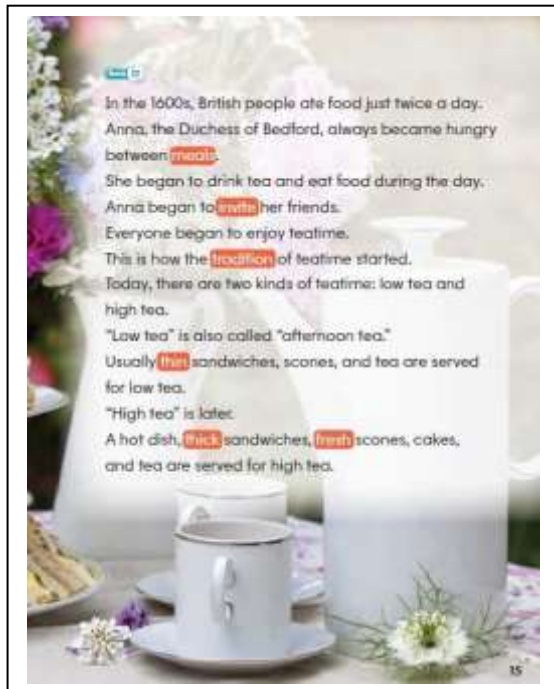 In the 1600s, British people ate food just twice a day.
Anna, the Duchess of Bedford, always became hungry
between meals.
She began to drink tea and eat food during the day.
Anna began to invite her friends.
Everyone began to enjoy teatime.
This is how the tradition of teatime started.
Today, there are two kinds of teatime: low tea and
high tea.
"Low tea" is also called "afternoon tea."
Usually thin sandwiches, scones, and tea are served
for low tea.
"High tea" is later.
A hot dish, thick sandwiches, fresh scones, cakes,
and tea are served for high tea.
15